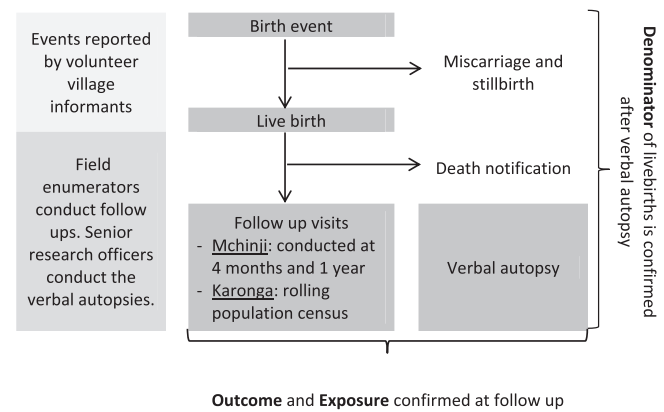 Events reported
by volunteer
village
informants
Field
enumerators
conduct follow
ups. Senior
research officers
conduct the
verbal autopsies.
Birth event
Miscarriage and
stillbirth
Live birth
Death notification
Follow up visits
- Mchinji: conducted at
4 months and 1 year
- Karonga: rolling
population census
Verbal autopsy
Denominator of livebirths is confirmed
after verbal autopsy
Outcome and Exposure confirmed at follow up